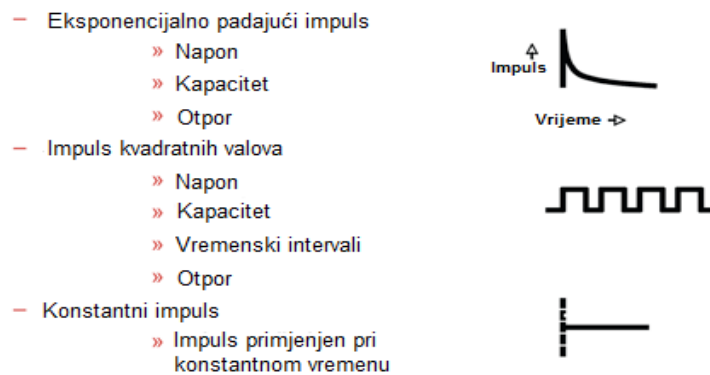 – Eksponencijalno padajući impuls
» Napon
» Kapacitet
» Otpor
Impuls
Vrijeme
– Impuls kvadratnih valova
» Napon
» Kapacitet
» Vremenski intervali
» Otpor
– Konstantni impuls
» Impuls primjenjen pri
konstantnom vremenu